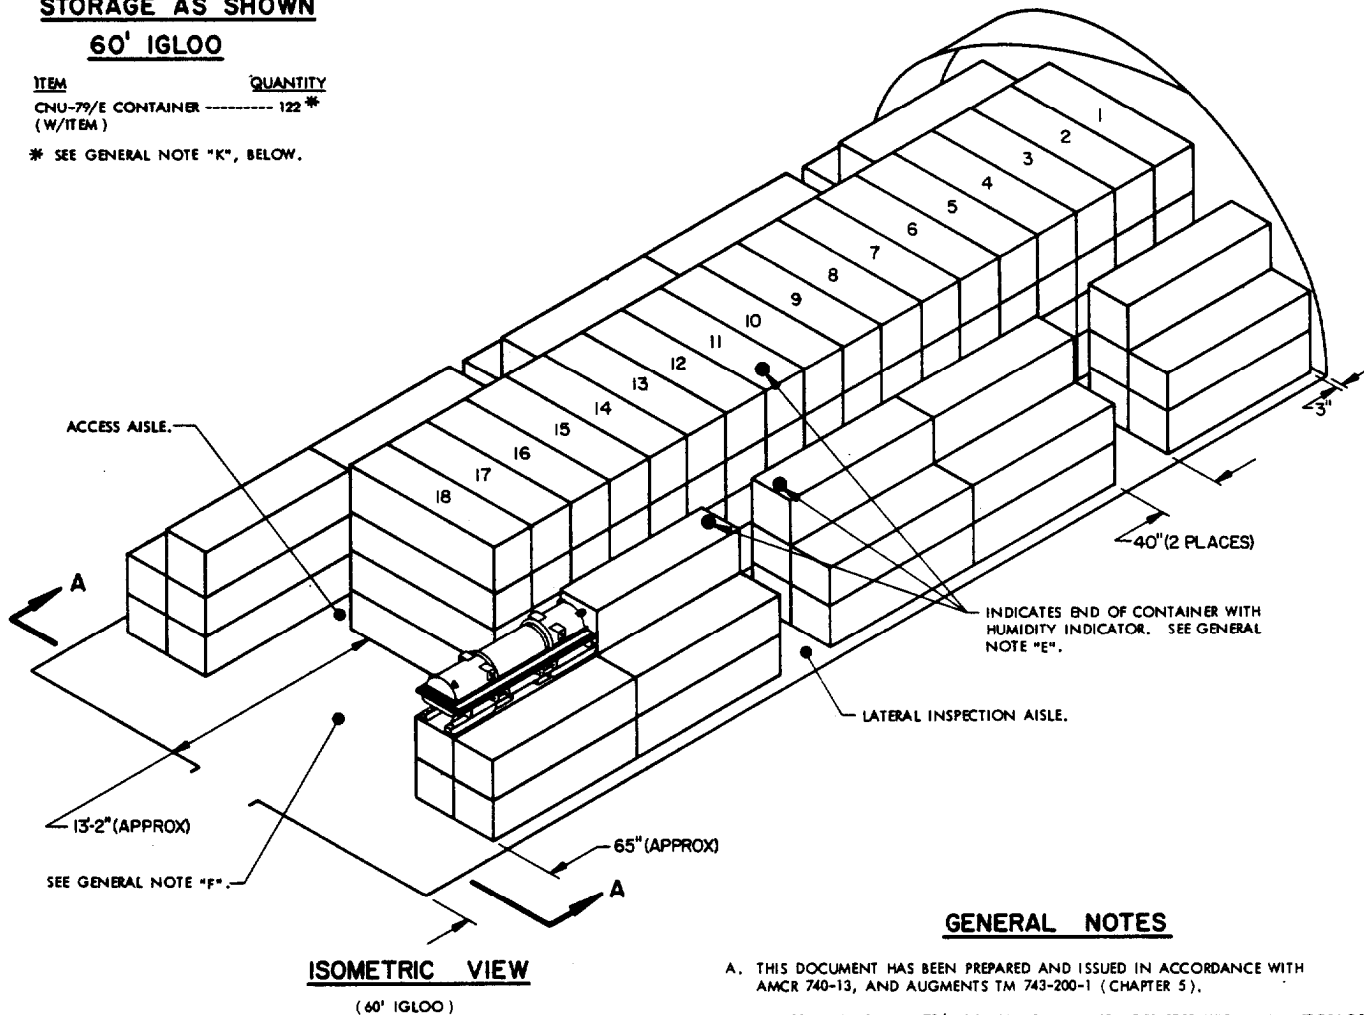 STORAGE AS SHOWN
60' IGLOO
ITEM QUANTITY
CNU-79/E CONTAINER --------- 122 *
(W/ITEM)
* SEE GENERAL NOTE "K", BELOW.
1
2
3
4
5
6
7
8
9
10
11
12
13
14
15
16
17
18
ACCESS AISLE.
A
3"
40"(2 PLACES)
INDICATES END OF CONTAINER WITH
HUMIDITY INDICATOR. SEE GENERAL
NOTE "E".
LATERAL INSPECTION AISLE.
13'-2"(APPROX)
65"(APPROX)
SEE GENERAL NOTE "F".
A
ISOMETRIC VIEW
(60' IGLOO)
GENERAL NOTES
A. THIS DOCUMENT HAS BEEN PREPARED AND ISSUED IN ACCORDANCE WITH
AMCR 740-13, AND AUGMENTS TM 743-200-1 (CHAPTER 5).